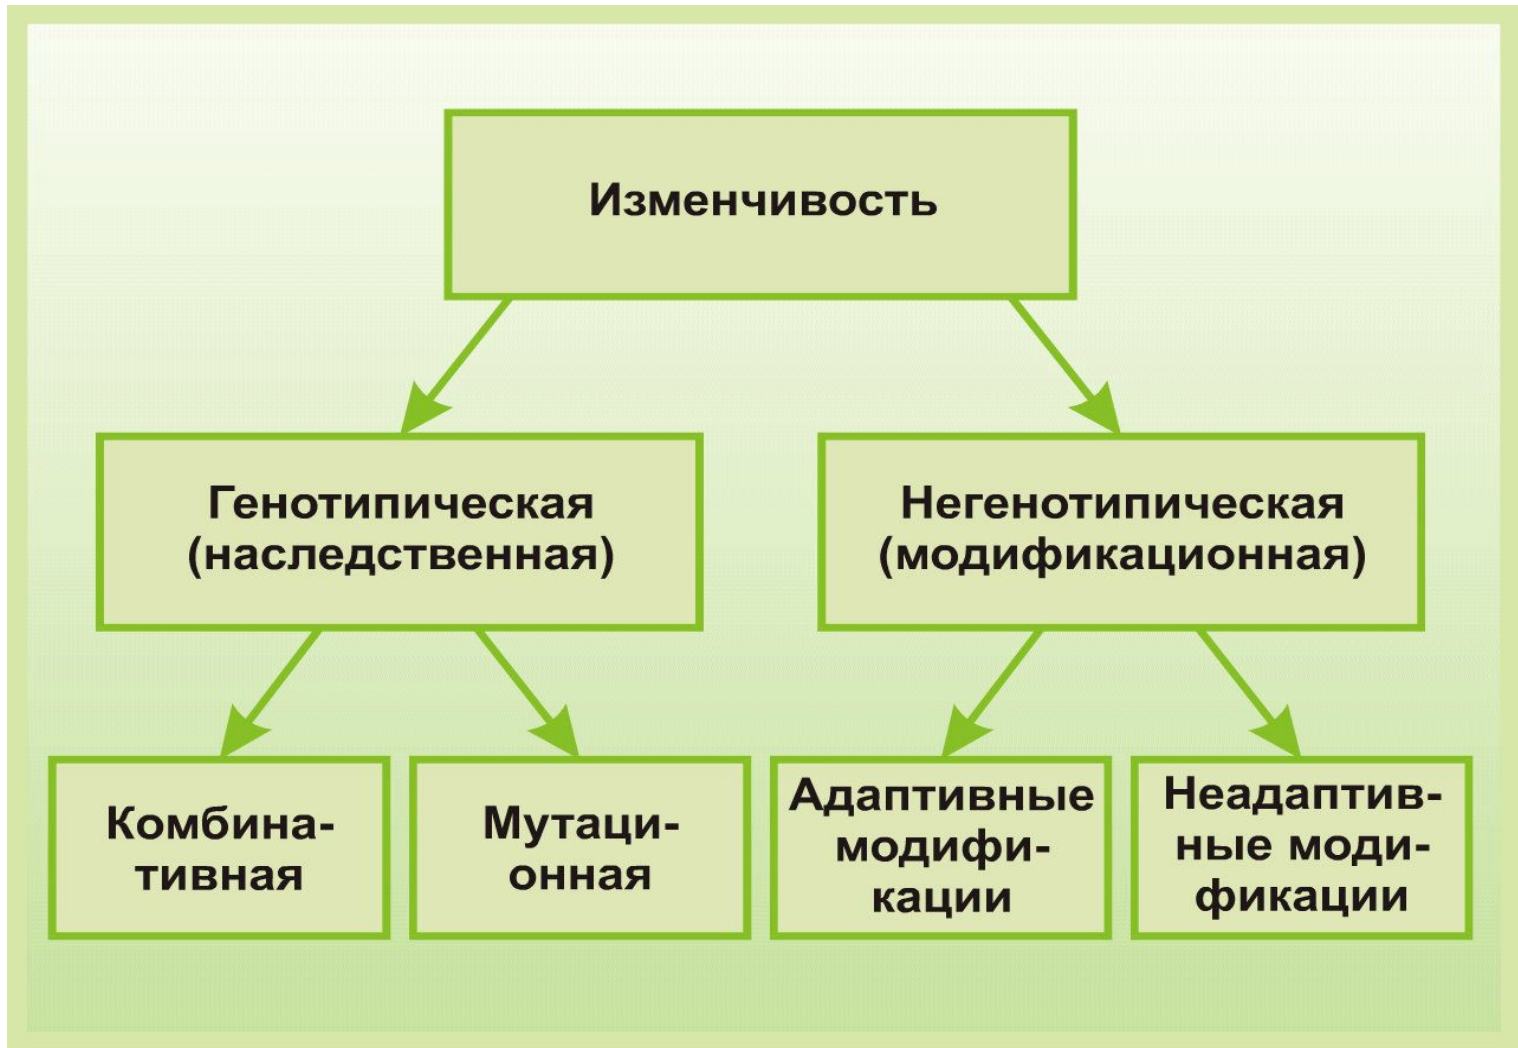 Изменчивость
Генотипическая
(наследственная)
Негенотипическая
(модификационная)
Комбина-
тивная
Мутаци-
онная
Адаптивные
модифи-
кации
Неадаптив-
ные моди-
фикации